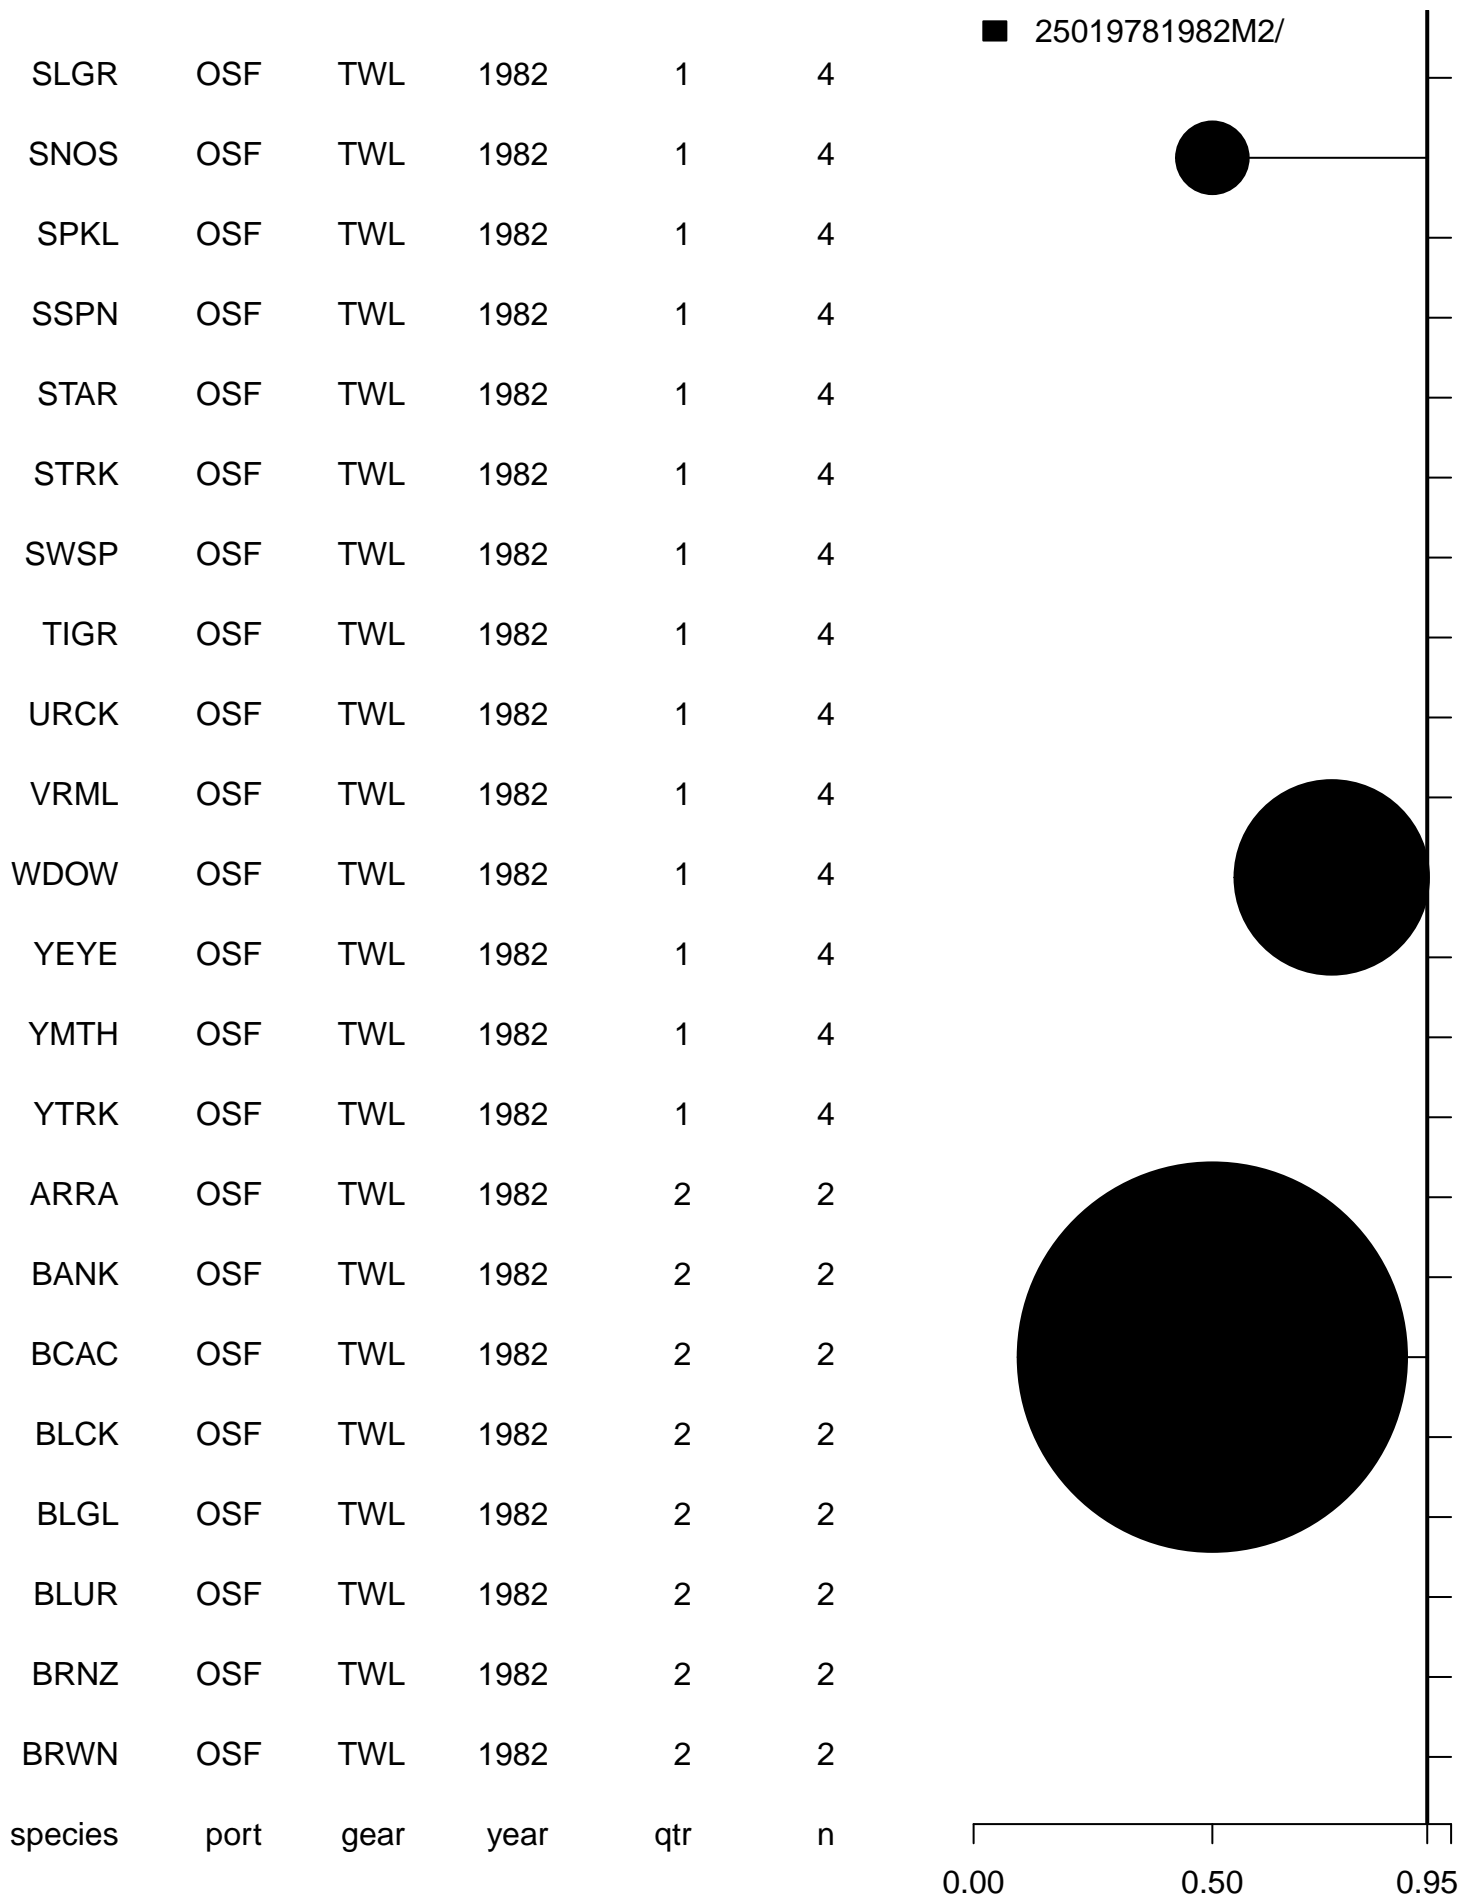 25019781982M2/
SLGR OSF TWL 1982 1 4
SNOS OSF TWL 1982 1 4
SPKL OSF TWL 1982 1 4
SSPN OSF TWL 1982 1 4
STAR OSF TWL 1982 1 4
STRK OSF TWL 1982 1 4
SWSP OSF TWL 1982 1 4
TIGR OSF TWL 1982 1 4
URCK OSF TWL 1982 1 4
VRML OSF TWL 1982 1 4
WDOW OSF TWL 1982 1 4
YEYE OSF TWL 1982 1 4
YMTH OSF TWL 1982 1 4
YTRK OSF TWL 1982 1 4
ARRA OSF TWL 1982 2 2
BANK OSF TWL 1982 2 2
BCAC OSF TWL 1982 2 2
BLCK OSF TWL 1982 2 2
BLGL OSF TWL 1982 2 2
BLUR OSF TWL 1982 2 2
BRNZ OSF TWL 1982 2 2
BRWN OSF TWL 1982 2 2
species port gear year qtr n
0.00 0.50 0.95